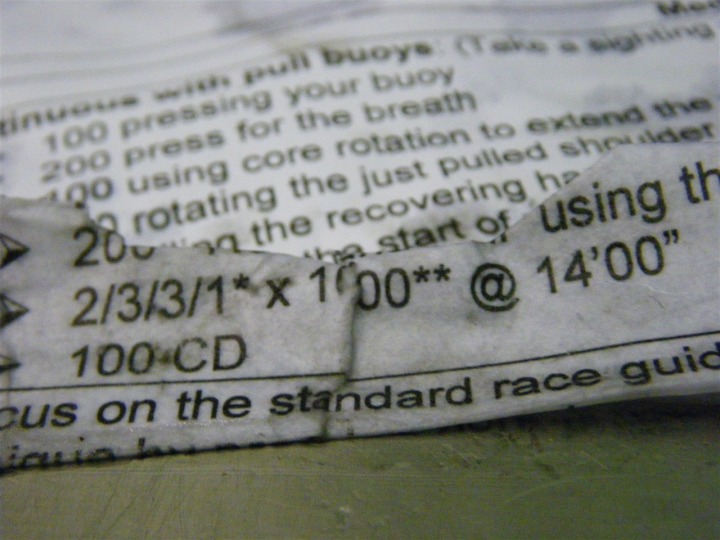 Me
tinuous with pull buoys: (Take a sighting
100 pressing your buoy
200 press for the breath
100 using core rotation to extend the
rotating the just pulled shoulder
the recovering ha
the start of
20
using th
2/3/3/1* x 1000** @ 14'00"
100 CD
cus on the standard race guid